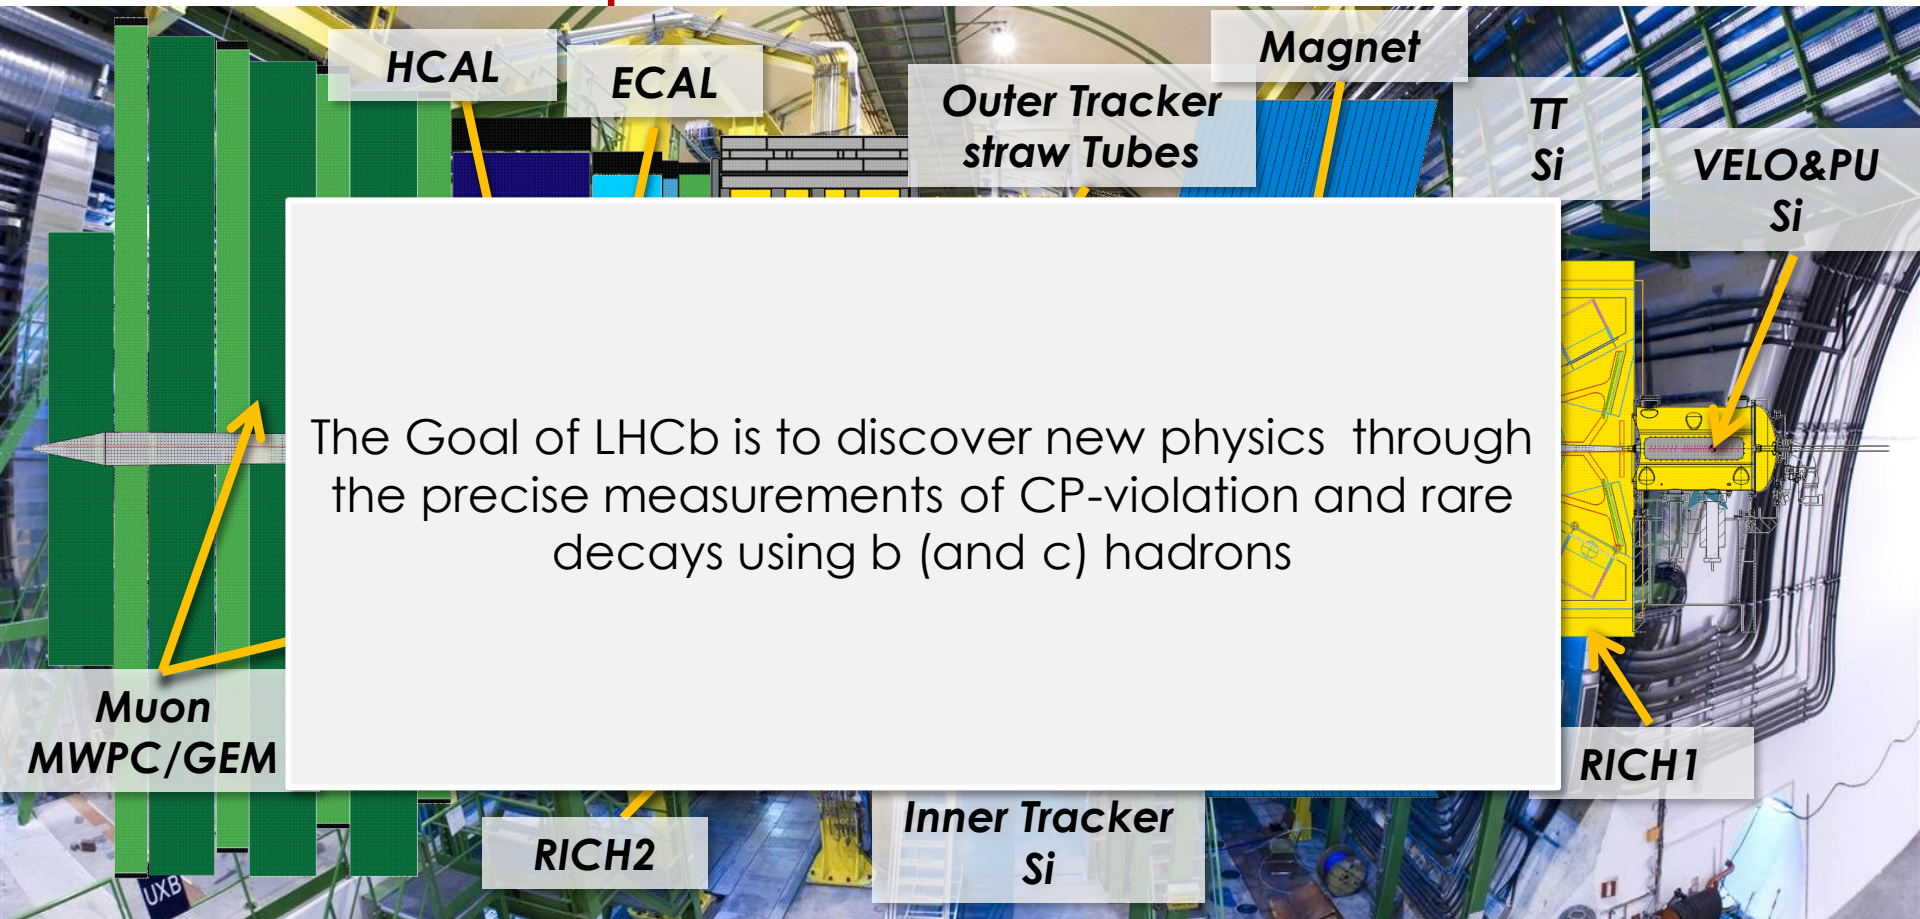 HCAL
ECAL
Magnet
Outer Tracker
straw Tubes
TT
Si
VELO&PU
Si
The Goal of LHCb is to discover new physics  through
the precise measurements of CP-violation and rare
decays using b (and c) hadrons
Muon
MWPC/GEM
RICH1
RICH2
Inner Tracker
Si
UXB